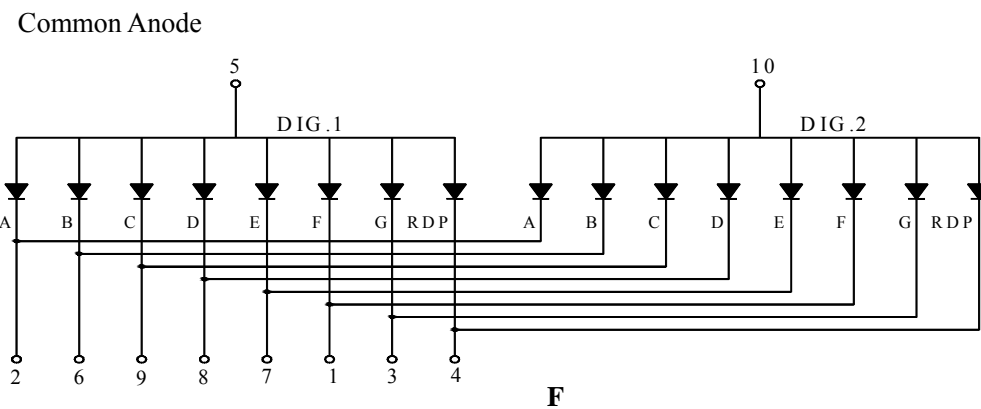 Common Anode
5 10
DIG.1 DIG.2
A B C D E F G RDP A B C D E F G RDP
2 6 9 8 7 1 3 4
F